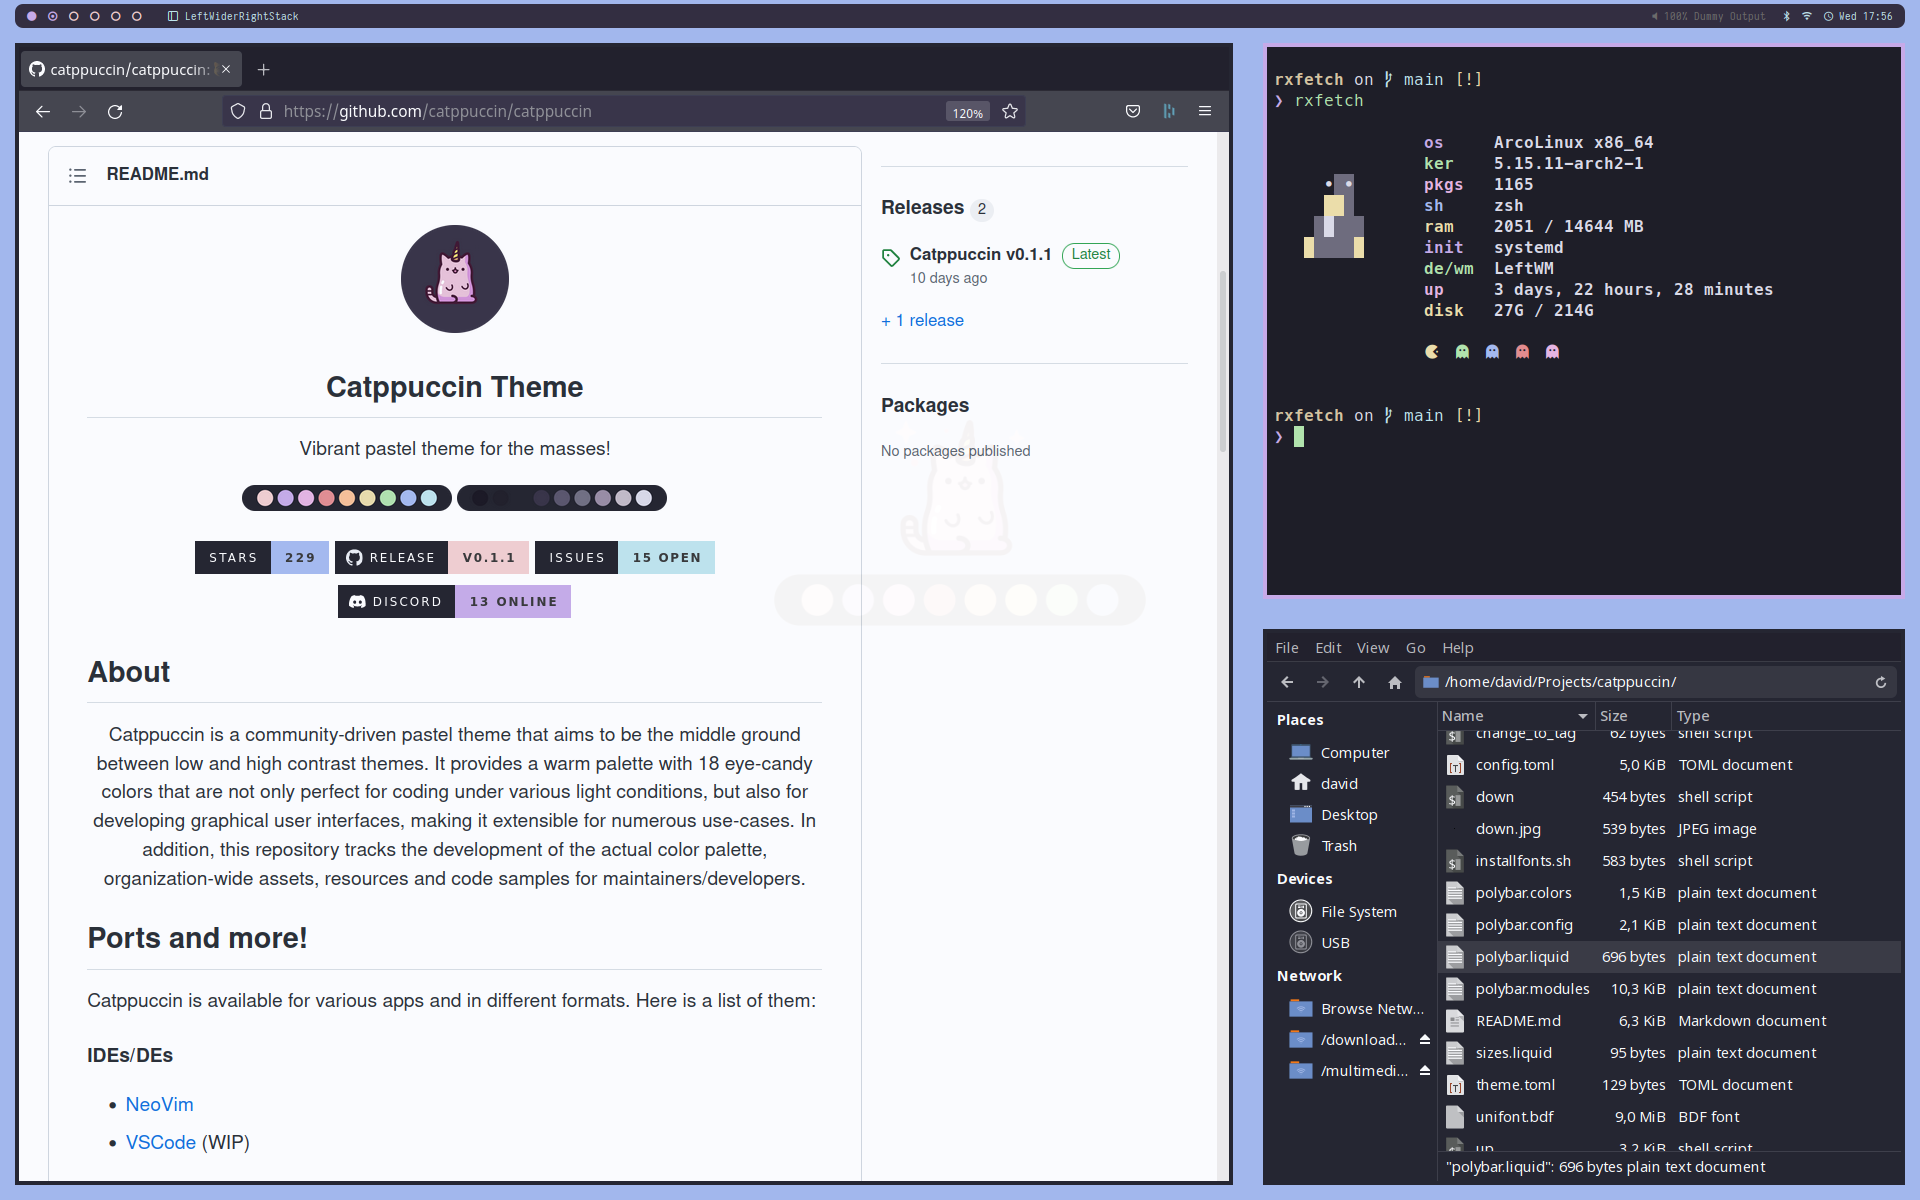 LeftWiderRightStack
100% Dummy Output
Wed 17:56
catppuccin/catppuccin:
https://github.com/catppuccin/catppuccin
120%
README.md
Catppuccin Theme
Vibrant pastel theme for the masses!
STARS 229 RELEASE V0.1.1 ISSUES 15 OPEN
DISCORD 13 ONLINE
About
Catppuccin is a community-driven pastel theme that aims to be the middle ground
between low and high contrast themes. It provides a warm palette with 18 eye-candy
colors that are not only perfect for coding under various light conditions, but also for
developing graphical user interfaces, making it extensible for numerous use-cases. In
addition, this repository tracks the development of the actual color palette,
organization-wide assets, resources and code samples for maintainers/developers.
Ports and more!
Catppuccin is available for various apps and in different formats. Here is a list of them:
IDEs/DEs
• NeoVim
• VSCode (WIP)
Releases 2
Catppuccin v0.1.1 Latest
10 days ago
+ 1 release
Packages
No packages published
rxfetch on main [!]
❯ rxfetch
os ArcoLinux x86_64
ker 5.15.11-arch2-1
pkgs 1165
sh zsh
ram 2051 / 14644 MB
init systemd
de/wm LeftWM
up 3 days, 22 hours, 28 minutes
disk 27G / 214G
rxfetch on main [!]
❯
File Edit View Go Help
/home/david/Projects/catppuccin/
Places
Computer
david
Desktop
Trash
Devices
File System
USB
Network
Browse Netw...
/download...
/multimedi...
Name Size Type
change_to_tag 62 bytes shell script
config.toml 5,0 KiB TOML document
down 454 bytes shell script
down.jpg 539 bytes JPEG image
installfonts.sh 583 bytes shell script
polybar.colors 1,5 KiB plain text document
polybar.config 2,1 KiB plain text document
polybar.liquid 696 bytes plain text document
polybar.modules 10,3 KiB plain text document
README.md 6,3 KiB Markdown document
sizes.liquid 95 bytes plain text document
theme.toml 129 bytes TOML document
unifont.bdf 9,0 MiB BDF font
up 3,2 KiB shell script
"polybar.liquid": 696 bytes plain text document